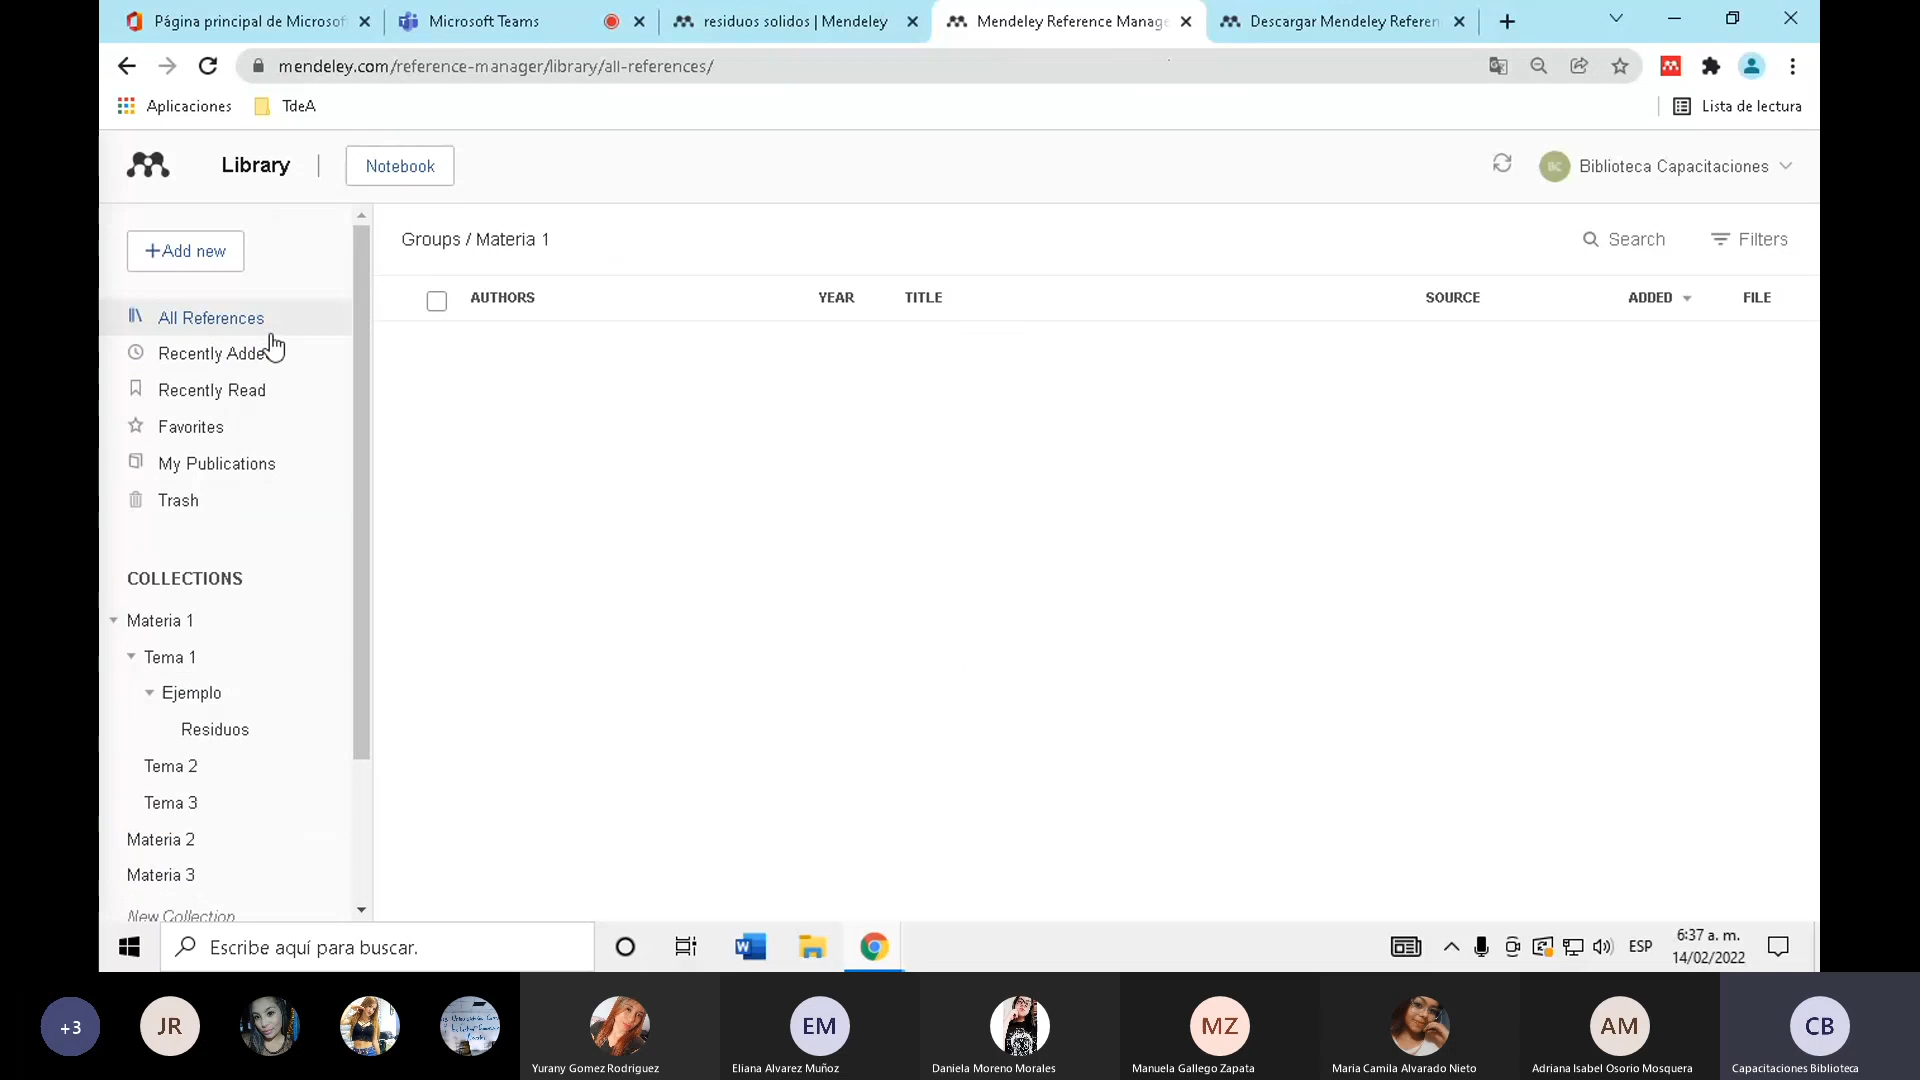 Página principal de Microsof
Microsoft Teams
residuos solidos | Mendeley
Mendeley Reference Manage
Descargar Mendeley Referen
mendeley.com/reference-manager/library/all-references/
Aplicaciones
TdeA
Lista de lectura
Library
Notebook
BC
Biblioteca Capacitaciones
+Add new
Groups / Materia 1
Search
Filters
AUTHORS
YEAR
TITLE
SOURCE
ADDED
FILE
All References
Recently Adde
Recently Read
Favorites
My Publications
Trash
COLLECTIONS
Materia 1
Tema 1
Ejemplo
Residuos
Tema 2
Tema 3
Materia 2
Materia 3
New Collection
Escribe aquí para buscar.
ESP
6:37 a. m.
14/02/2022
+3
JR
EM
MZ
AM
CB
Yurany Gomez Rodriguez
Eliana Alvarez Muñoz
Daniela Moreno Morales
Manuela Gallego Zapata
Maria Camila Alvarado Nieto
Adriana Isabel Osorio Mosquera
Capacitaciones Biblioteca